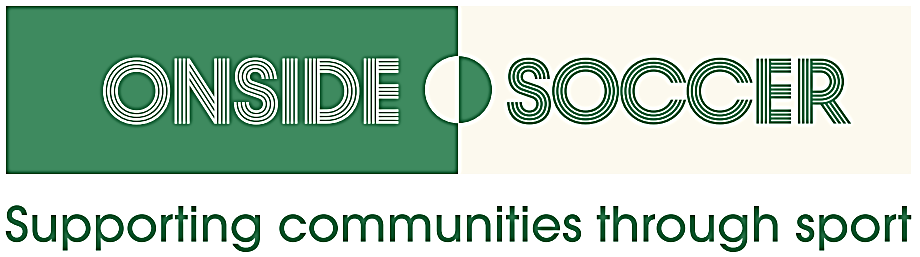 ONSIDE SOCCER
Supporting communities through sport